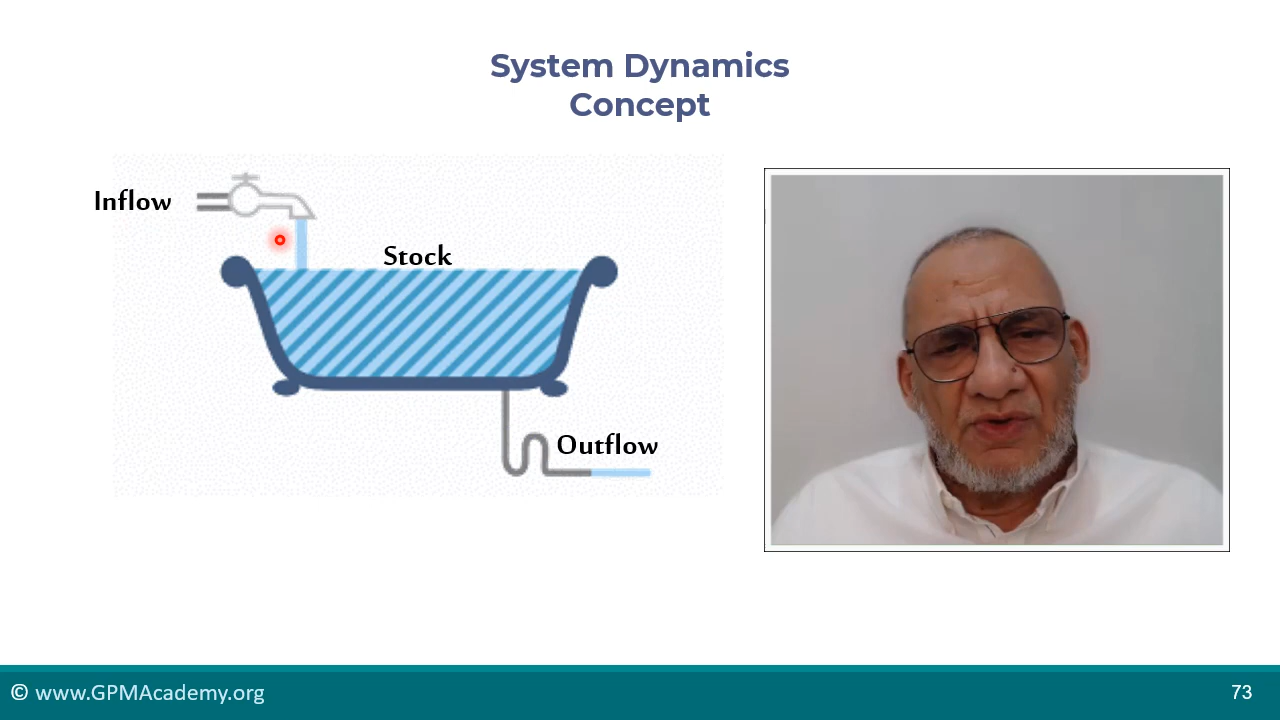 System Dynamics
Concept
Inflow
Stock
Outflow
© www.GPMAcademy.org
73